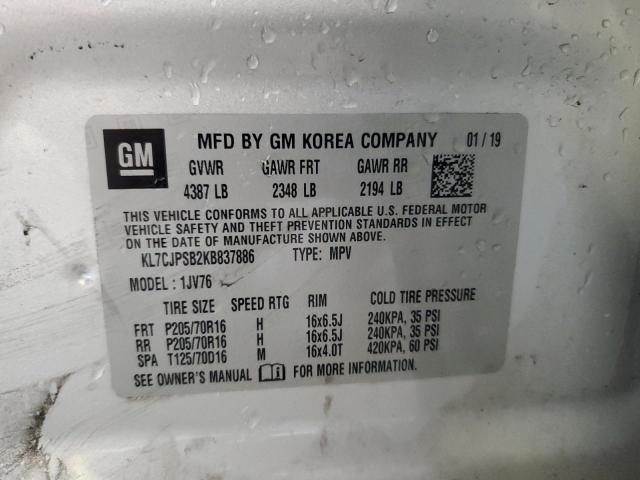 GM MFD BY GM KOREA COMPANY 01/19
GVWR GAWR FRT GAWR RR
4387 LB 2348 LB 2194 LB
THIS VEHICLE CONFORMS TO ALL APPLICABLE U.S. FEDERAL MOTOR
VEHICLE SAFETY AND THEFT PREVENTION STANDARDS IN EFFECT
ON THE DATE OF MANUFACTURE SHOWN ABOVE.
KL7CJPSB2KB837886 TYPE: MPV
MODEL: 1JV76
TIRE SIZE SPEED RTG RIM COLD TIRE PRESSURE
FRT P205/70R16 H 16x6.5J 240KPA, 35 PSI
RR P205/70R16 H 16x6.5J 240KPA, 35 PSI
SPA T125/70D16 M 16x4.0T 420KPA, 60 PSI
SEE OWNER'S MANUAL FOR MORE INFORMATION.